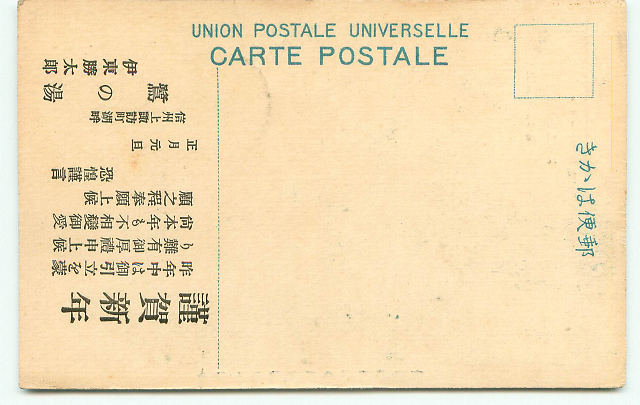 UNION POSTALE UNIVERSELLE
CARTE POSTALE
郵便はかき
謹賀新年
昨年中は御引立を蒙
り難有御厚禮申上候
尚本年も不相變御愛
顧之程奉願上候
恐惶謹言
正月元旦
信州上諏訪町湖畔
鷺の湯
伊東勝太郎